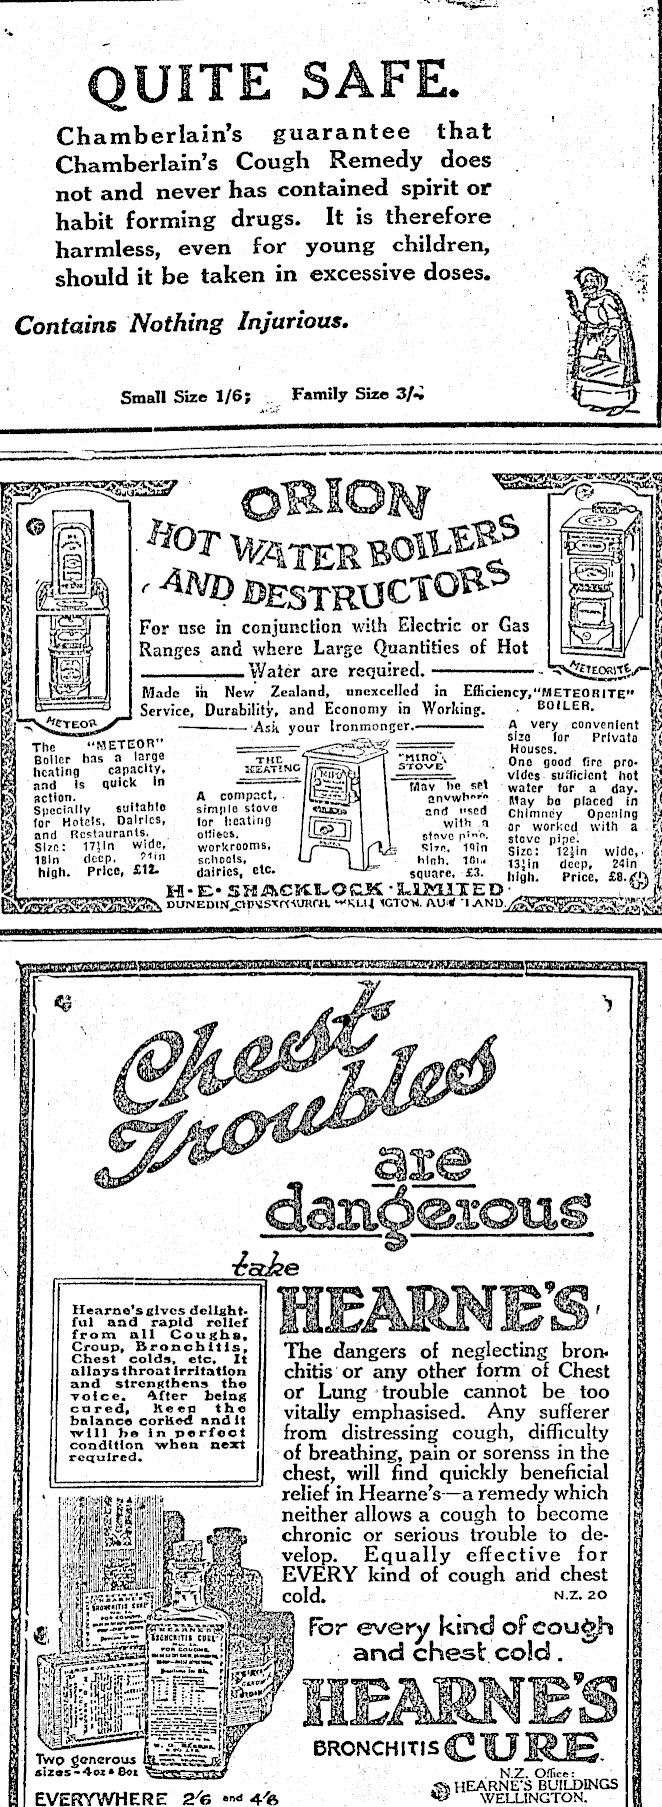 QUITE SAFE.
Chamberlain's guarantee that
Chamberlain's Cough Remedy does
not and never has contained spirit or
habit forming drugs. It is therefore
harmless, even for young children,
should it be taken in excessive doses.
Contains Nothing Injurious.
Small Size 1/6; Family Size 3/-
ORION
HOT WATER BOILERS
AND DESTRUCTORS
For use in conjunction with Electric or Gas
Ranges and where Large Quantities of Hot
Water are required.
Made in New Zealand, unexcelled in Efficiency,
Service, Durability, and Economy in Working.
Ask your Ironmonger.
METEOR
The "METEOR"
Boiler has a large
heating capacity,
and is quick in
action.
Specially suitable
for Hotels, Dairies,
and Restaurants.
Size: 17½in wide,
18in deep, 21in
high. Price, £12.
THE
HEATING
"MIRO"
STOVE
A compact,
simple stove
for heating
offices,
workrooms,
schools,
dairies, etc.
May be set
anywhere
and used
with a
stove pipe.
Size, 19in
high, 10in
square, £3.
METEORITE
"METEORITE"
BOILER.
A very convenient
size for Private
Houses.
One good fire pro-
vides sufficient hot
water for a day.
May be placed in
Chimney Opening
or worked with a
stove pipe.
Size: 12½in wide,
13½in deep, 24in
high. Price, £8.
H·E·SHACKLOCK·LIMITED
DUNEDIN, CHRISTCHURCH, WELLINGTON, AUCKLAND.
Chest
Troubles
are
dangerous
take
HEARNE'S
Hearne's gives delight-
ful and rapid relief
from all Coughs,
Croup, Bronchitis,
Chest colds, etc. It
allays throat irritation
and strengthens the
voice. After being
cured, Keep the
balance corked and it
will be in perfect
condition when next
required.
The dangers of neglecting bron-
chitis or any other form of Chest
or Lung trouble cannot be too
vitally emphasised. Any sufferer
from distressing cough, difficulty
of breathing, pain or sorenss in the
chest, will find quickly beneficial
relief in Hearne's—a remedy which
neither allows a cough to become
chronic or serious trouble to de-
velop. Equally effective for
EVERY kind of cough and chest
cold. N.Z. 20
HEARNE'S
BRONCHITIS CURE
For every kind of cough
and chest cold.
HEARNE'S
BRONCHITIS CURE
Two generous
sizes-4oz & 8oz
EVERYWHERE 2/6 and 4/6
N.Z. Office:
HEARNE'S BUILDINGS
WELLINGTON.